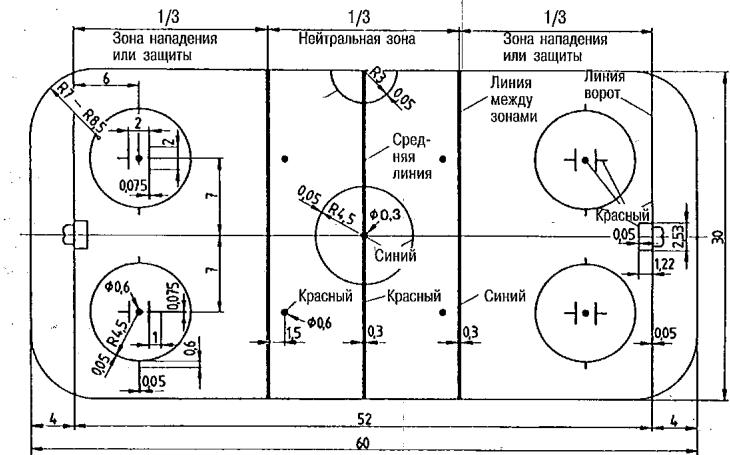 1/3
1/3
1/3
Зона нападения
или защиты
Нейтральная зона
Зона нападения
или защиты
6
R7 – R8,5
R3
0,05
Линия
между
зонами
Линия
ворот
2
2
0,075
7
Сред-
няя
линия
0,05
R4,5
Ф0,3
Синий
Красный
0,05
2,53
30
1,22
7
Ф0,6
0,075
Красный
Ф0,6
Красный
Синий
1
0,05
R4,5
0,6
1,5
0,3
0,3
0,05
0,05
4
52
4
60